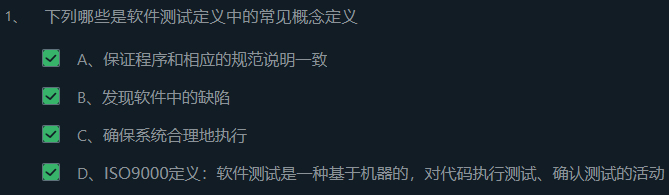 1、 下列哪些是软件测试定义中的常见概念定义
A、保证程序和相应的规范说明一致
B、发现软件中的缺陷
C、确保系统合理地执行
D、ISO9000定义：软件测试是一种基于机器的，对代码执行测试、确认测试的活动